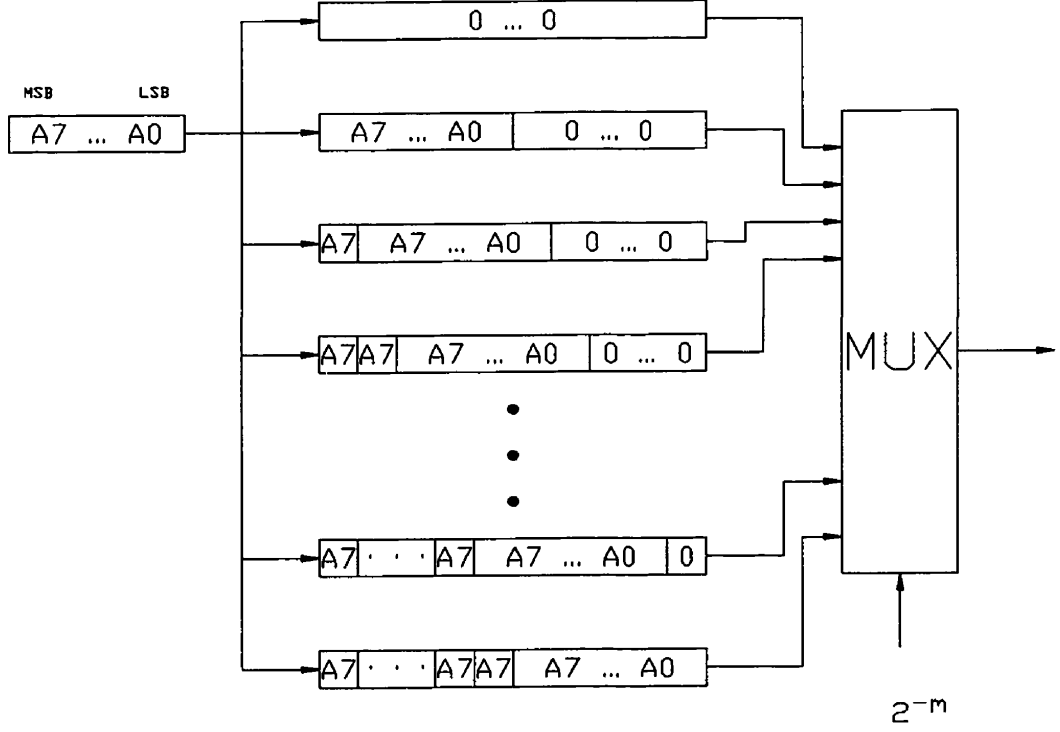 0 ... 0
MSB LSB
A7 ... A0
A7 ... A0 0 ... 0
A7 A7 ... A0 0 ... 0
A7 A7 A7 ... A0 0 ... 0
MUX
A7 · · · A7 A7 ... A0 0
A7 · · · A7 A7 A7 ... A0
2⁻ᵐ